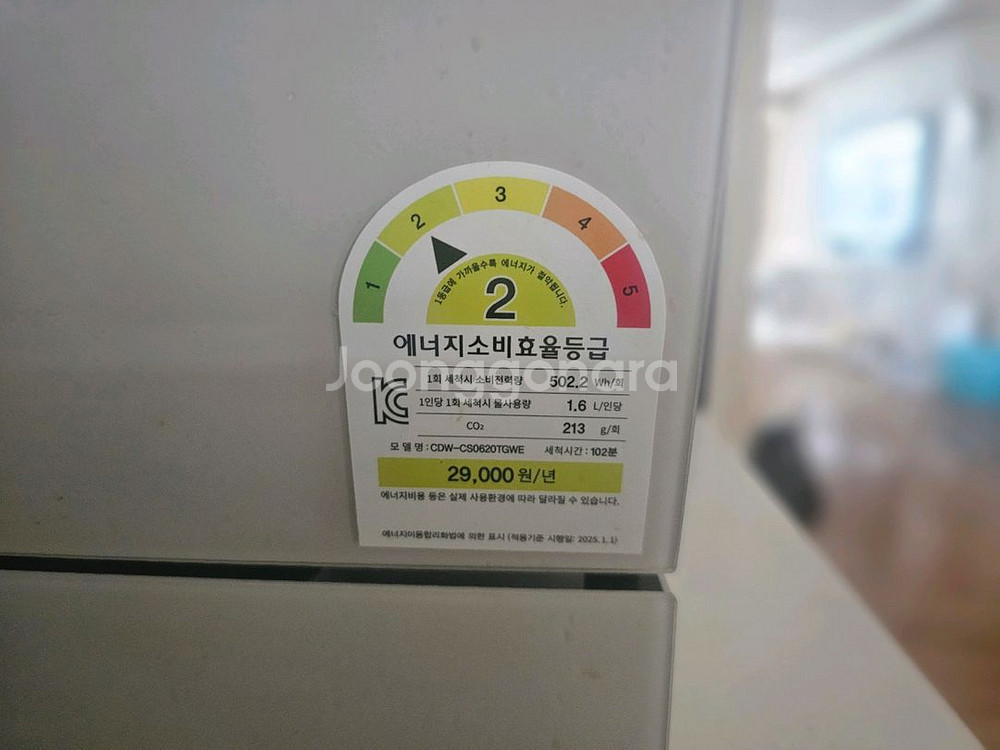 1 2 3 4 5
1등급에 가까울수록 에너지가 절약됩니다.
2
에너지소비효율등급
Joonggonara
1회 세척시 소비전력량 502.2 Wh/회
1인당 1회 세척시 물사용량 1.6 L/인당
CO₂ 213 g/회
모델명:CDW-CS0620TGWE 세척시간:102분
29,000원/년
에너지비용 등은 실제 사용환경에 따라 달라질 수 있습니다.
에너지이용합리화법에 의한 표시 (적용기준 시행일: 2025.1.1)